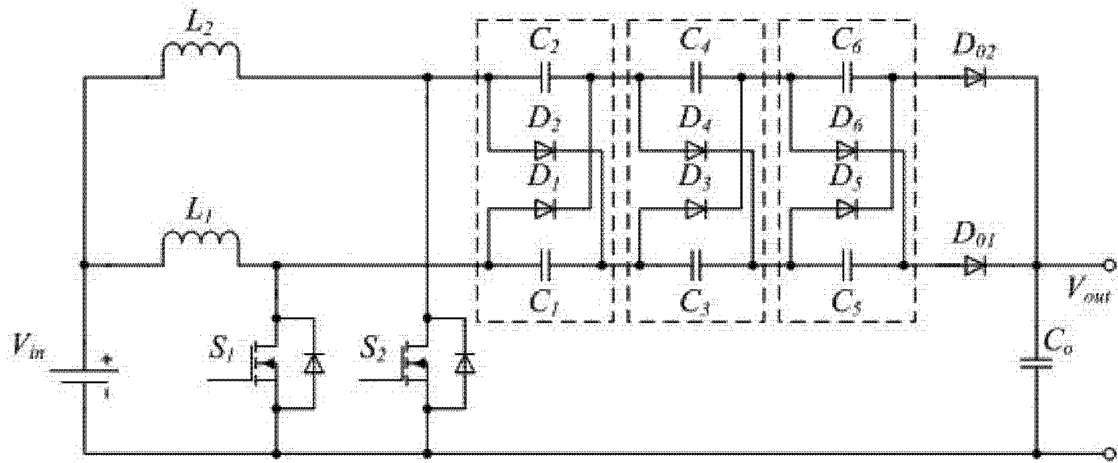 L2
C2 C4 C6 D02
D2 D4 D6
D1 D3 D5
L1 D01
C1 C3 C5 Vout
Vin S1 S2 Co
+